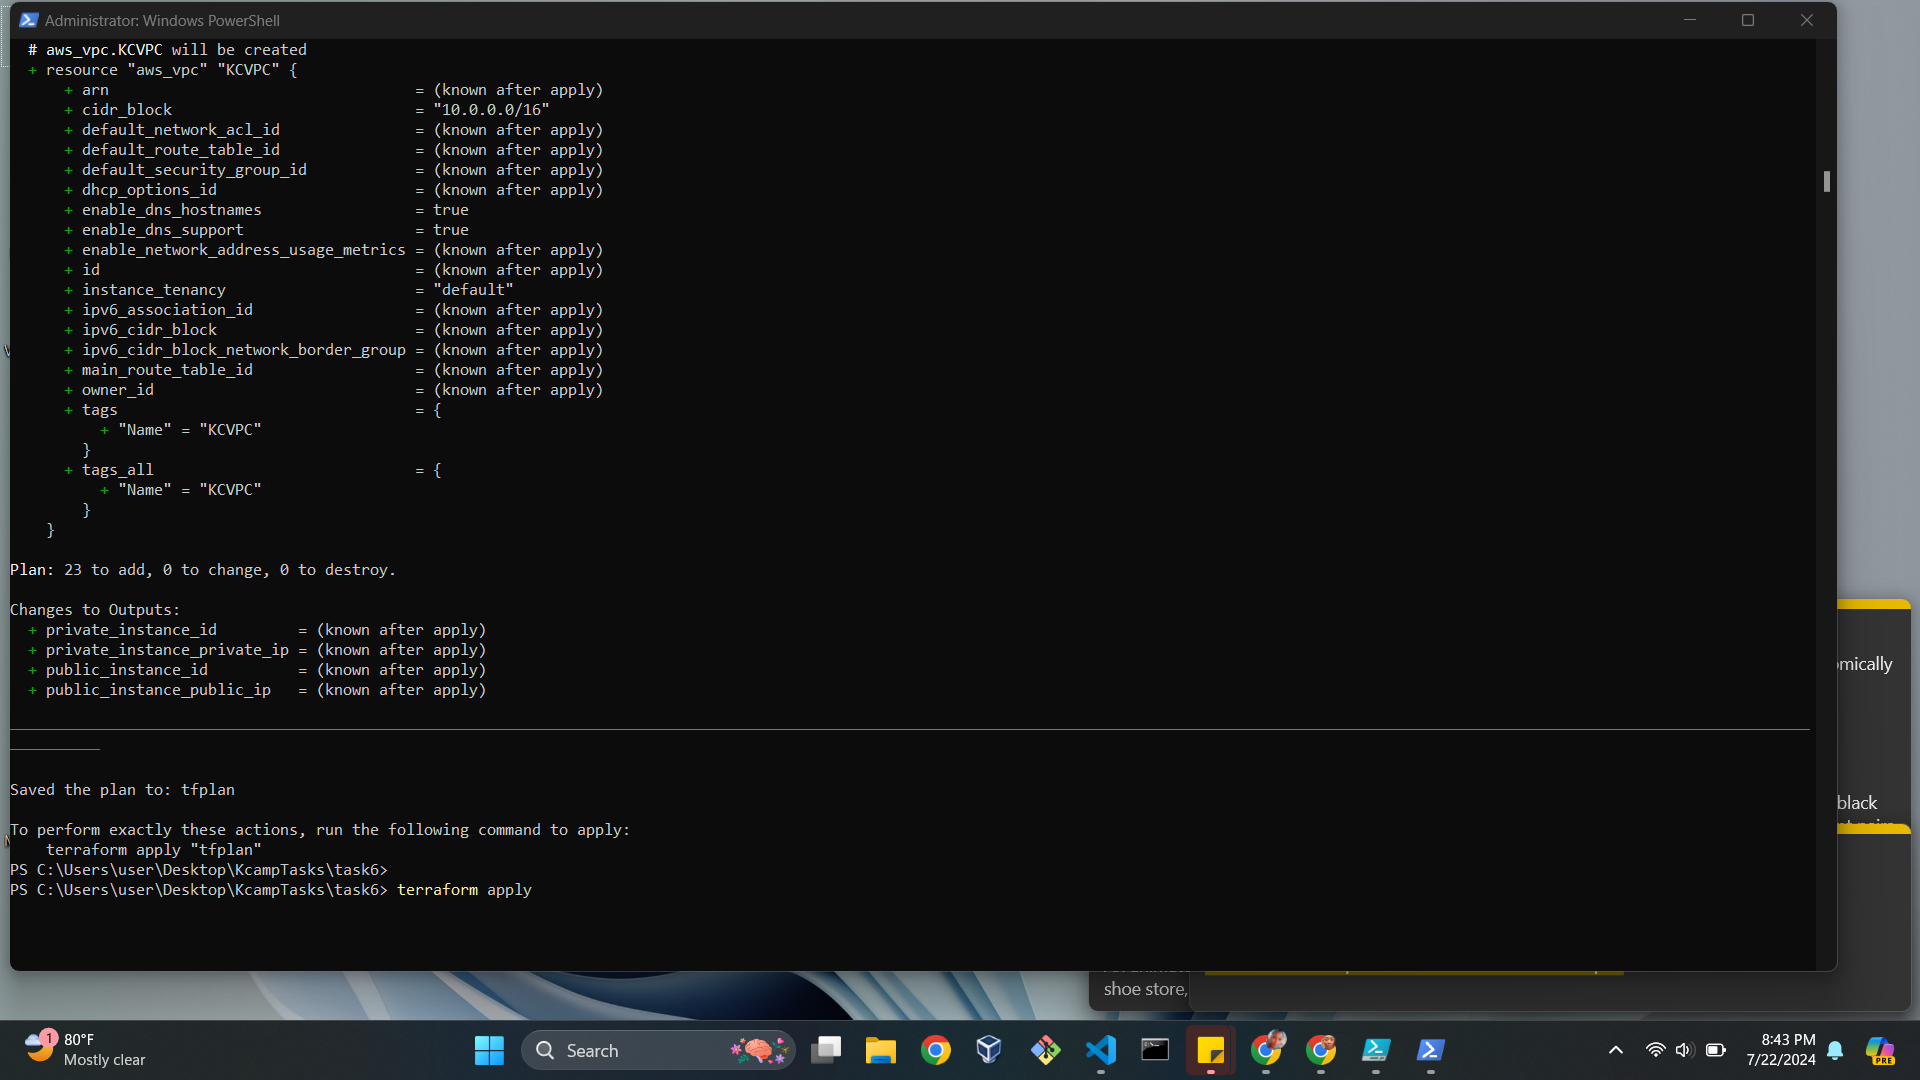 Administrator: Windows PowerShell
# aws_vpc.KCVPC will be created
+ resource "aws_vpc" "KCVPC" {
+ arn = (known after apply)
+ cidr_block = "10.0.0.0/16"
+ default_network_acl_id = (known after apply)
+ default_route_table_id = (known after apply)
+ default_security_group_id = (known after apply)
+ dhcp_options_id = (known after apply)
+ enable_dns_hostnames = true
+ enable_dns_support = true
+ enable_network_address_usage_metrics = (known after apply)
+ id = (known after apply)
+ instance_tenancy = "default"
+ ipv6_association_id = (known after apply)
+ ipv6_cidr_block = (known after apply)
+ ipv6_cidr_block_network_border_group = (known after apply)
+ main_route_table_id = (known after apply)
+ owner_id = (known after apply)
+ tags = {
+ "Name" = "KCVPC"
}
+ tags_all = {
+ "Name" = "KCVPC"
}
}
Plan: 23 to add, 0 to change, 0 to destroy.
Changes to Outputs:
+ private_instance_id = (known after apply)
+ private_instance_private_ip = (known after apply)
+ public_instance_id = (known after apply)
+ public_instance_public_ip = (known after apply)
Saved the plan to: tfplan
To perform exactly these actions, run the following command to apply:
terraform apply "tfplan"
PS C:\Users\user\Desktop\KcampTasks\task6>
PS C:\Users\user\Desktop\KcampTasks\task6> terraform apply
omically
black
shoe store,
1
80°F
Mostly clear
Search
8:43 PM
7/22/2024
PRE